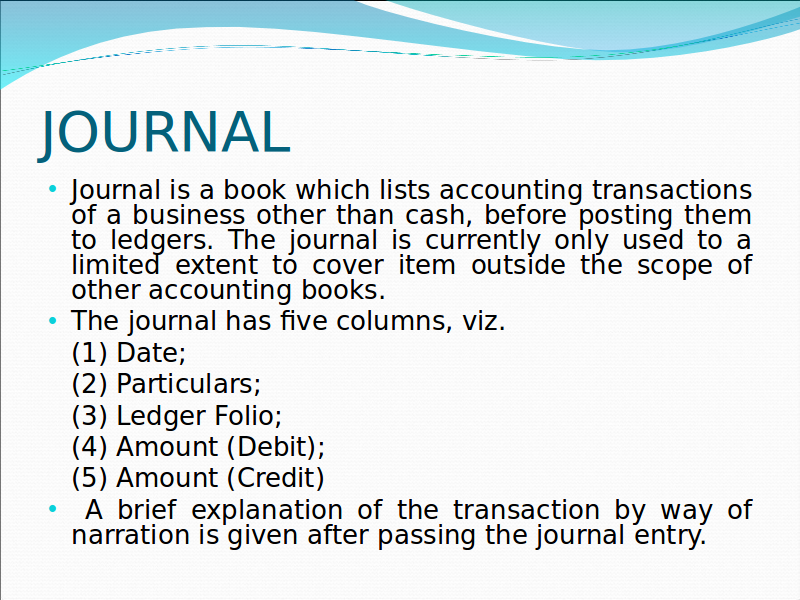 JOURNAL
• Journal is a book which lists accounting transactions
of a business other than cash, before posting them
to ledgers. The journal is currently only used to a
limited extent to cover item outside the scope of
other accounting books.
• The journal has five columns, viz.
(1) Date;
(2) Particulars;
(3) Ledger Folio;
(4) Amount (Debit);
(5) Amount (Credit)
• A brief explanation of the transaction by way of
narration is given after passing the journal entry.